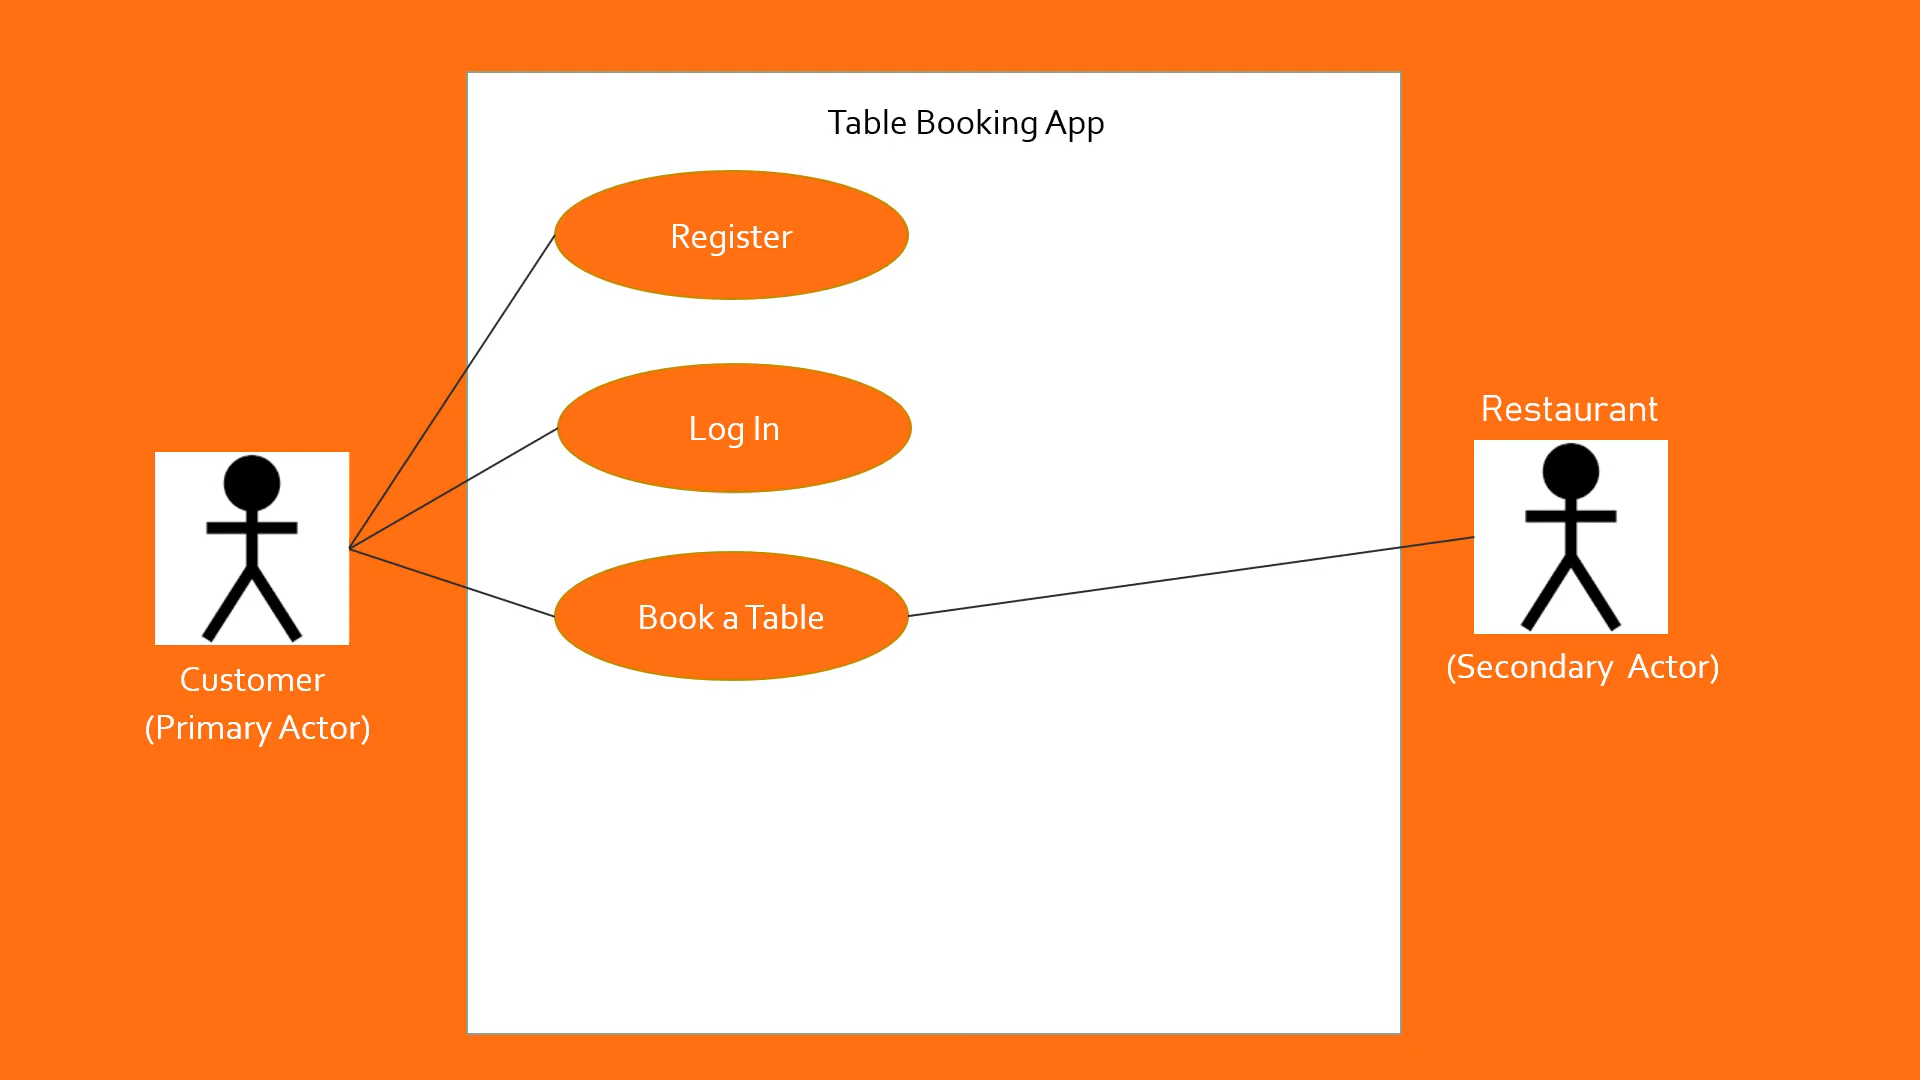 Table Booking App
Register
Log In
Book a Table
Customer
(Primary Actor)
Restaurant
(Secondary Actor)